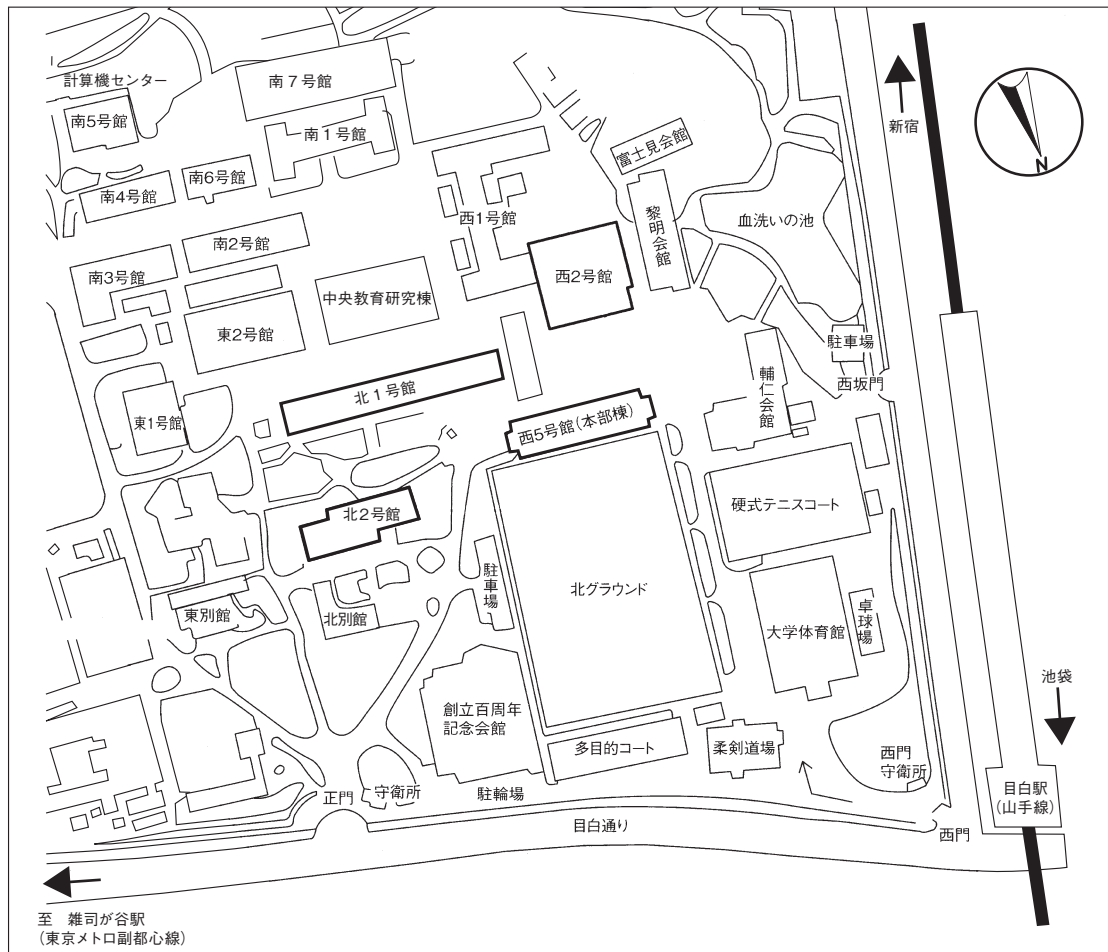 計算機センター
南7号館
南5号館
南1号館
新宿
N
富士見会館
南6号館
南4号館
西1号館
黎明会館
血洗いの池
南2号館
南3号館
西2号館
中央教育研究棟
東2号館
駐車場
輔仁会館
西坂門
北1号館
東1号館
西5号館(本部棟)
硬式テニスコート
北2号館
駐車場
北グラウンド
東別館
北別館
大学体育館
卓球場
池袋
創立百周年
記念会館
多目的コート
柔剣道場
西門
守衛所
目白駅
(山手線)
正門
守衛所
駐輪場
目白通り
西門
至 雑司が谷駅
(東京メトロ副都心線)